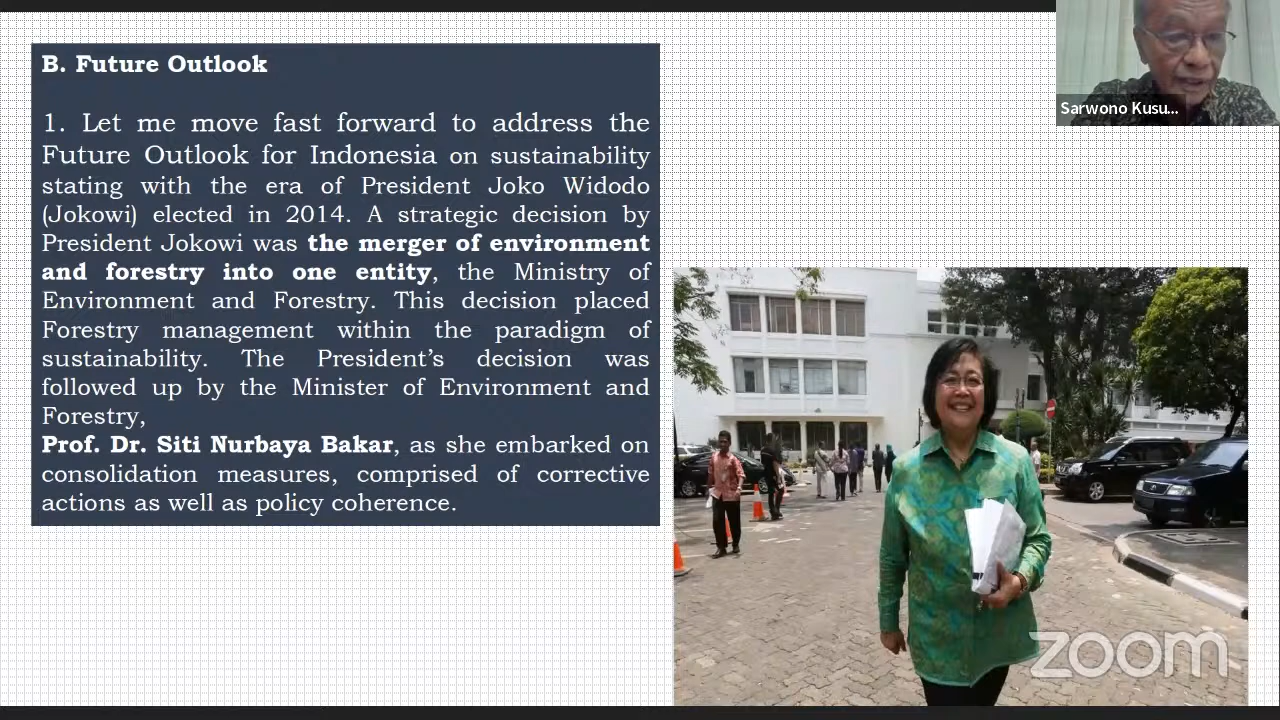 B. Future Outlook
1. Let me move fast forward to address the
Future Outlook for Indonesia on sustainability
stating with the era of President Joko Widodo
(Jokowi) elected in 2014. A strategic decision by
President Jokowi was the merger of environment
and forestry into one entity, the Ministry of
Environment and Forestry. This decision placed
Forestry management within the paradigm of
sustainability. The President’s decision was
followed up by the Minister of Environment and
Forestry,
Prof. Dr. Siti Nurbaya Bakar, as she embarked on
consolidation measures, comprised of corrective
actions as well as policy coherence.
Sarwono Kusu...
zoom